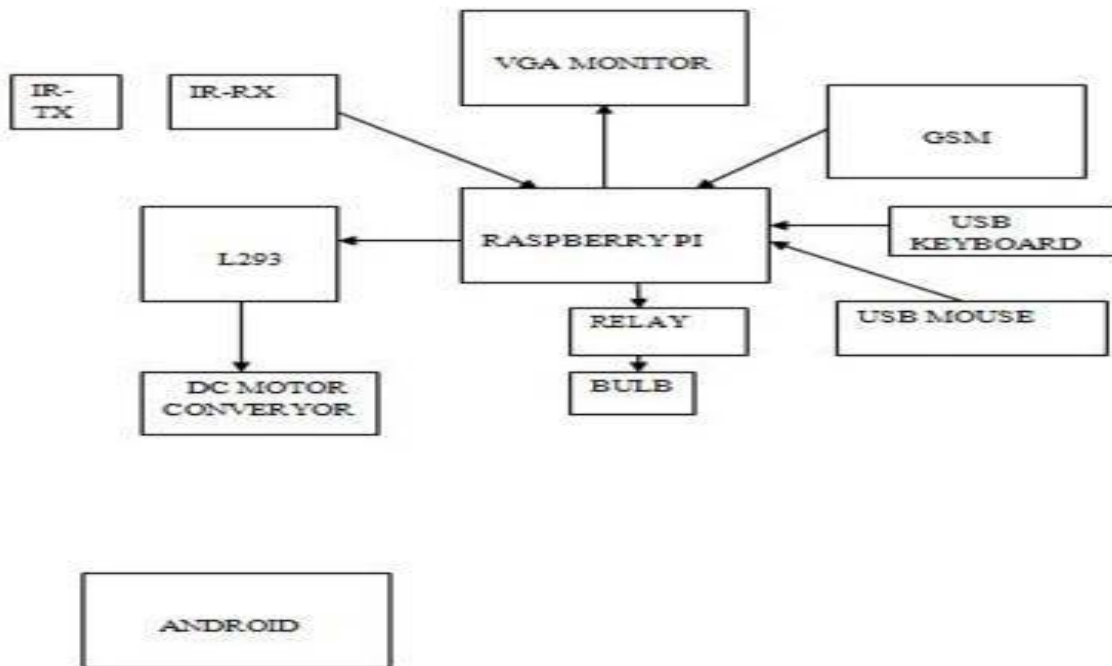 VGA MONITOR
IR-
TX
IR-RX
GSM
RASPBERRY PI
USB
KEYBOARD
L293
RELAY
USB MOUSE
DC MOTOR
CONVERYOR
BULB
ANDROID